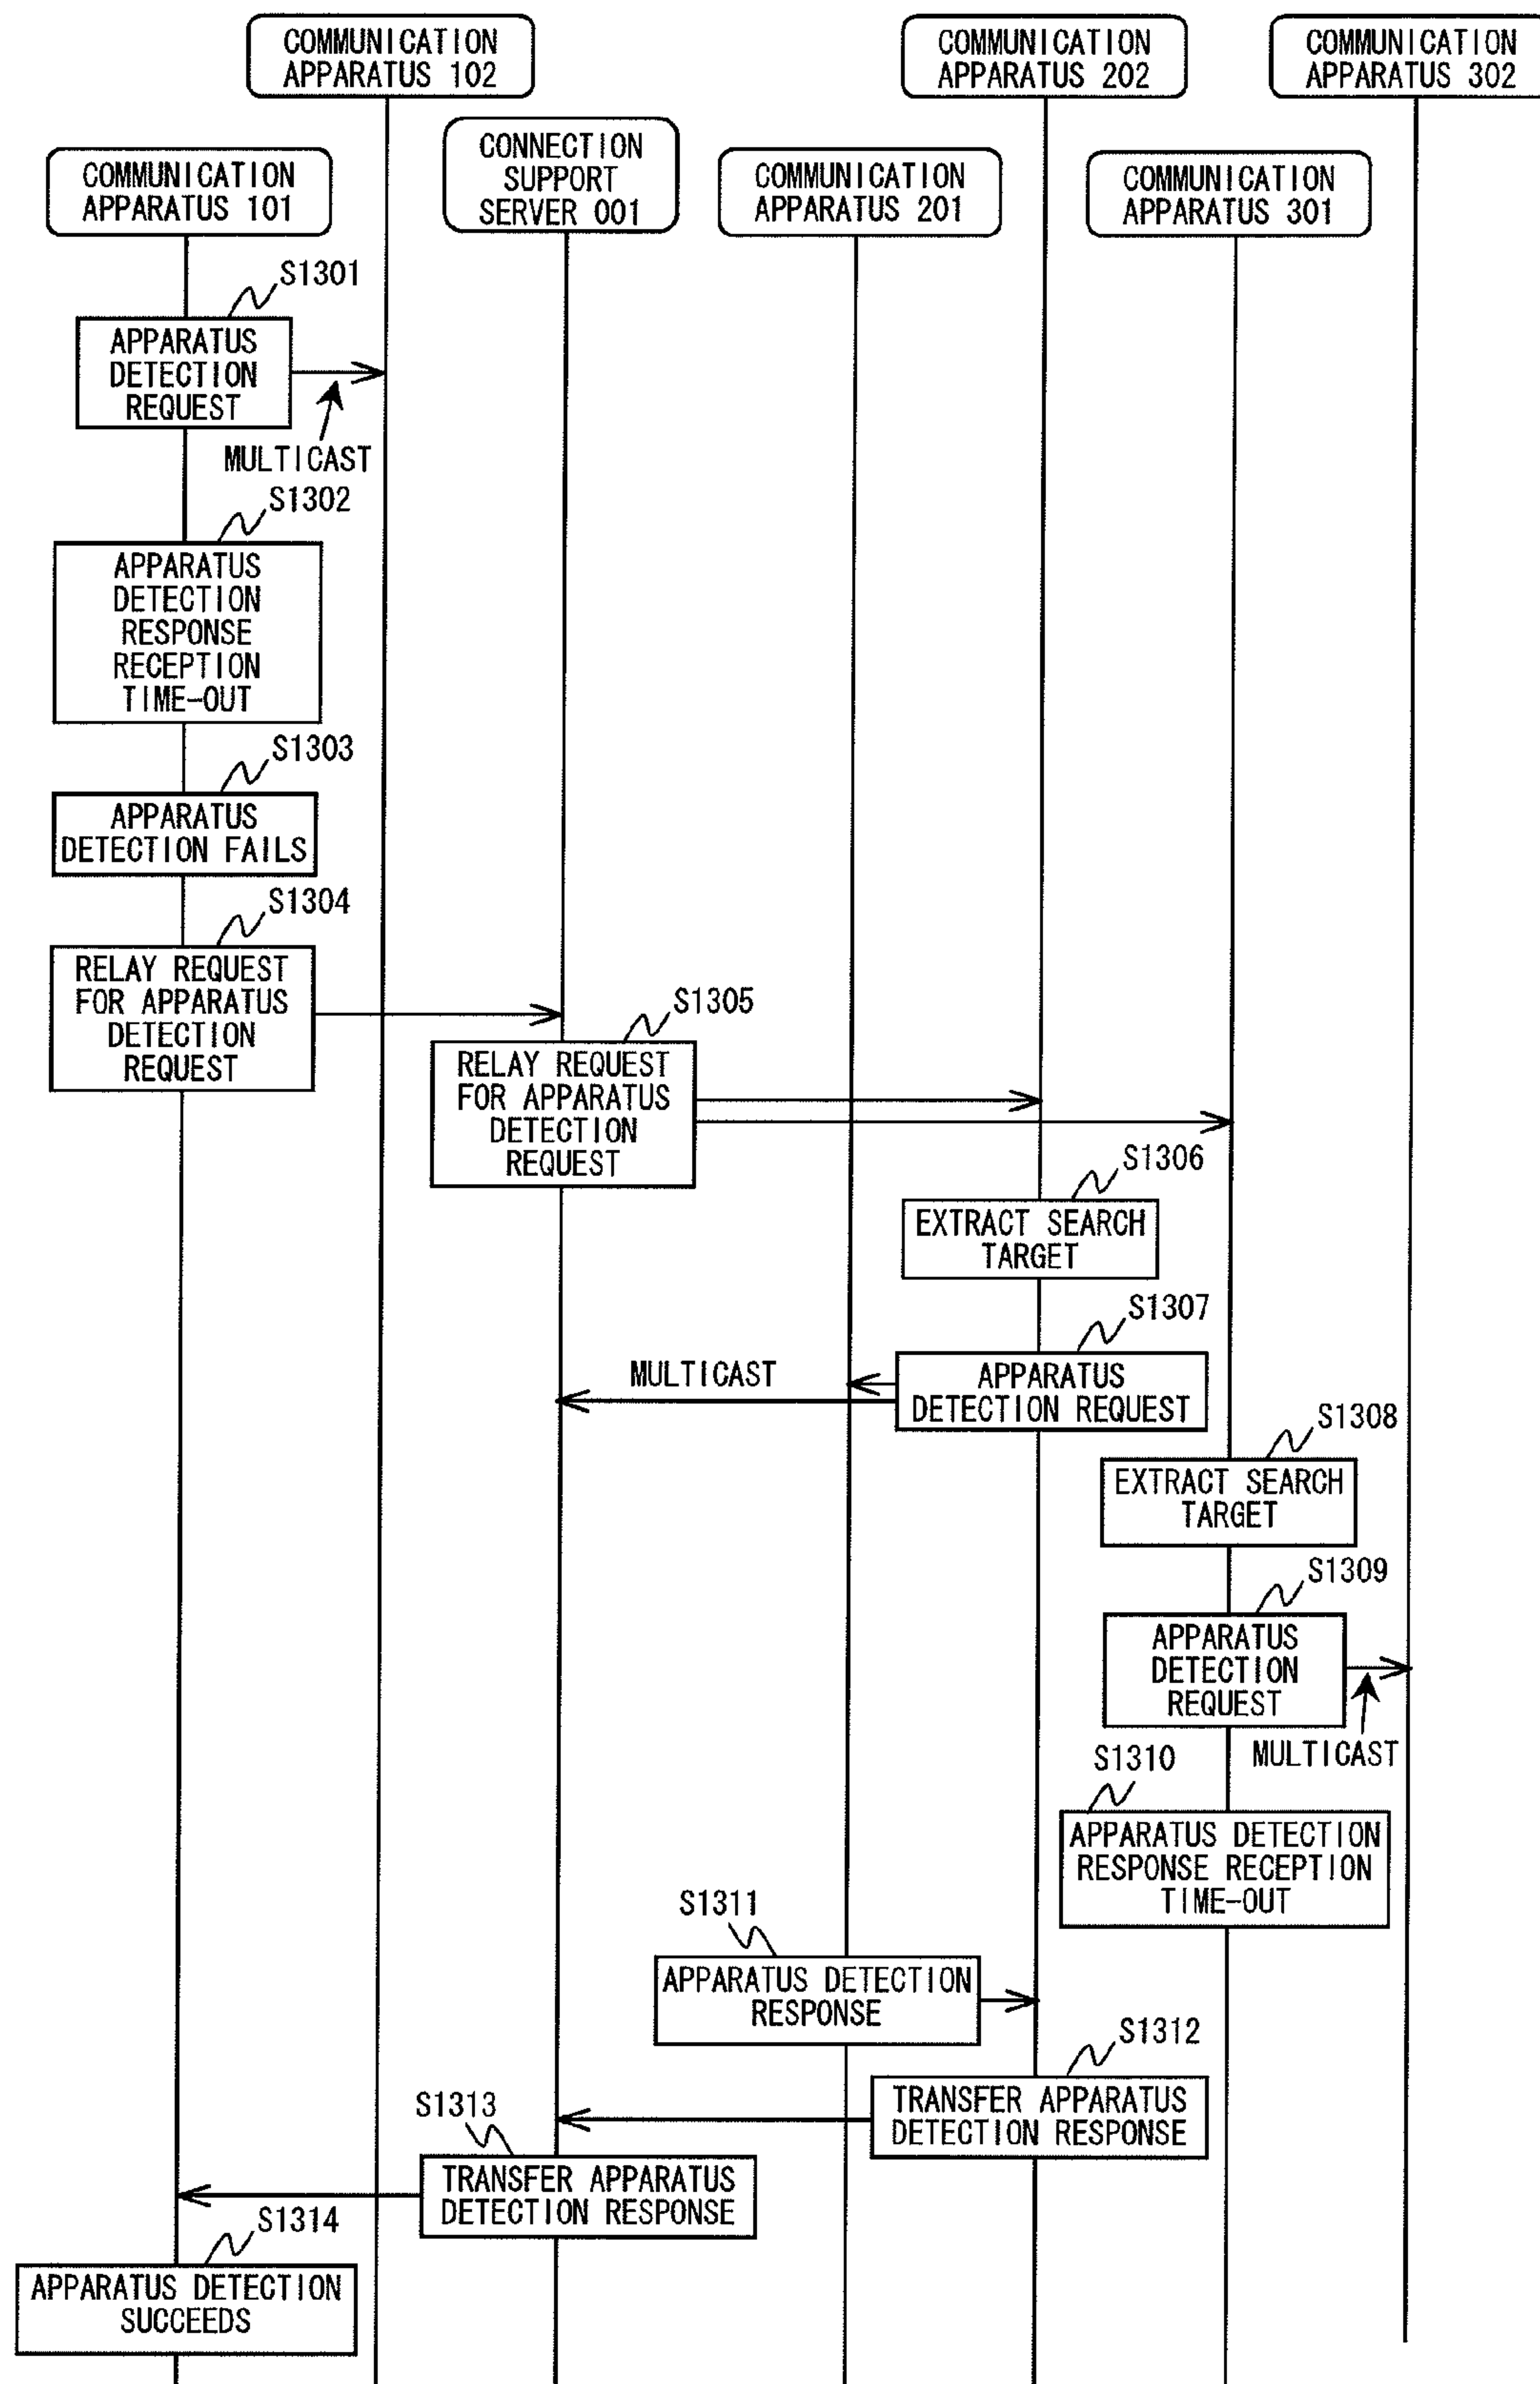 COMMUNICATION
APPARATUS 102
COMMUNICATION
APPARATUS 202
COMMUNICATION
APPARATUS 302
CONNECTION
SUPPORT
SERVER 001
COMMUNICATION
APPARATUS 101
COMMUNICATION
APPARATUS 201
COMMUNICATION
APPARATUS 301
S1301
APPARATUS
DETECTION
REQUEST
MULTICAST
S1302
APPARATUS
DETECTION
RESPONSE
RECEPTION
TIME-OUT
S1303
APPARATUS
DETECTION FAILS
S1304
RELAY REQUEST
FOR APPARATUS
DETECTION
REQUEST
S1305
RELAY REQUEST
FOR APPARATUS
DETECTION
REQUEST
S1306
EXTRACT SEARCH
TARGET
S1307
MULTICAST
APPARATUS
DETECTION REQUEST
S1308
EXTRACT SEARCH
TARGET
S1309
APPARATUS
DETECTION
REQUEST
MULTICAST
S1310
APPARATUS DETECTION
RESPONSE RECEPTION
TIME-OUT
S1311
APPARATUS DETECTION
RESPONSE
S1312
TRANSFER APPARATUS
DETECTION RESPONSE
S1313
TRANSFER APPARATUS
DETECTION RESPONSE
S1314
APPARATUS DETECTION
SUCCEEDS